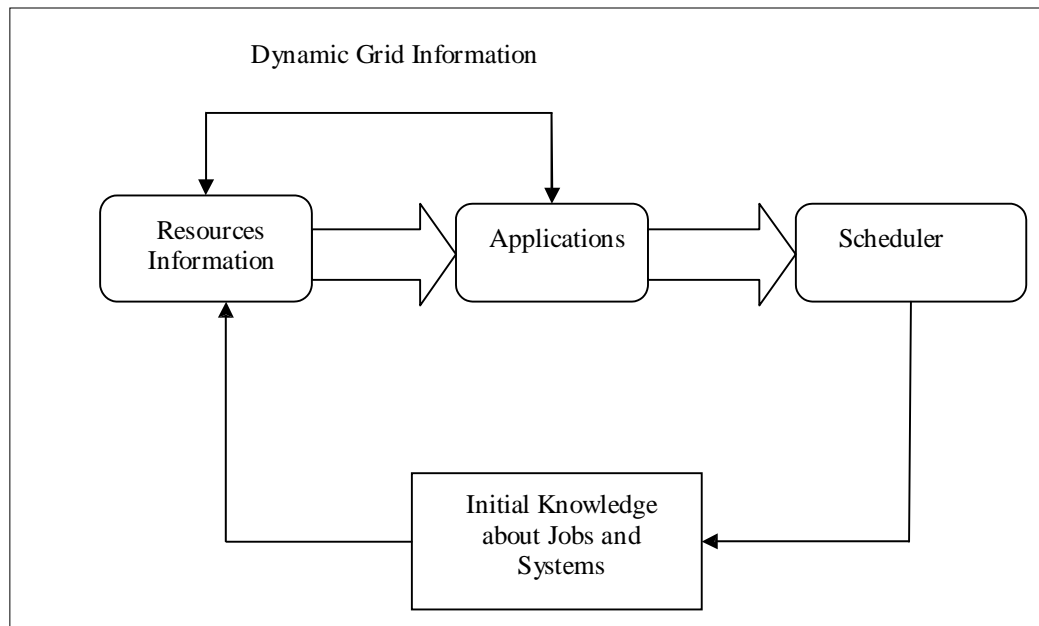 Dynamic Grid Information
Resources
Information
Applications
Scheduler
Initial Knowledge
about Jobs and
Systems